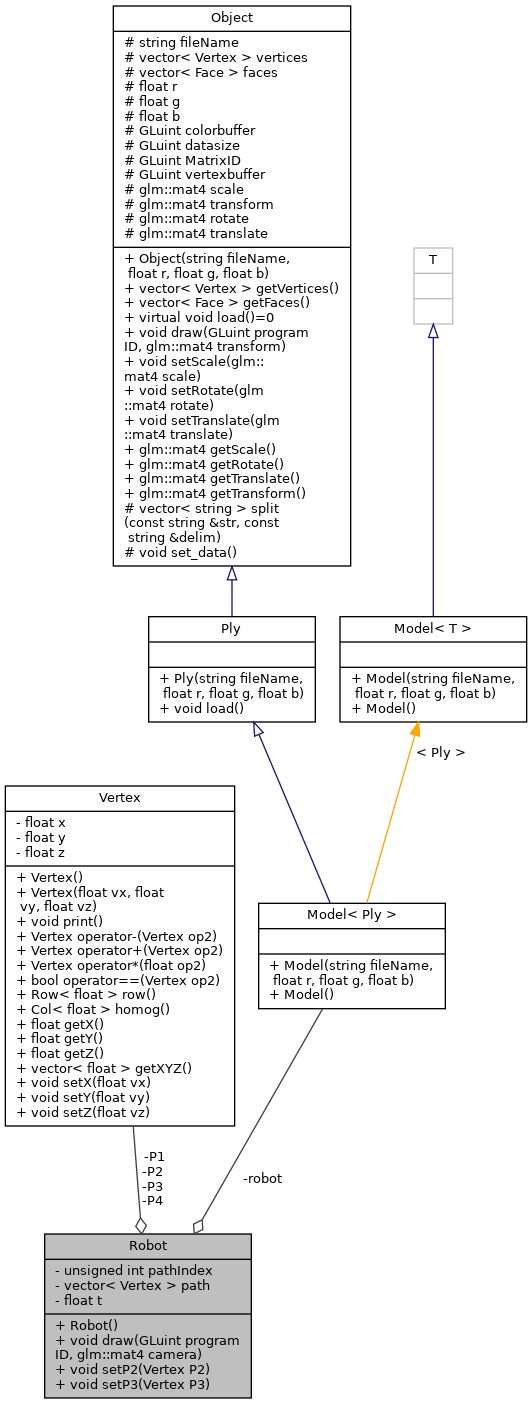 Object
# string fileName
# vector< Vertex > vertices
# vector< Face > faces
# float r
# float g
# float b
# GLuint colorbuffer
# GLuint datasize
# GLuint MatrixID
# GLuint vertexbuffer
# glm::mat4 scale
# glm::mat4 transform
# glm::mat4 rotate
# glm::mat4 translate
+ Object(string fileName,
float r, float g, float b)
+ vector< Vertex > getVertices()
+ vector< Face > getFaces()
+ virtual void load()=0
+ void draw(GLuint program
ID, glm::mat4 transform)
+ void setScale(glm::
mat4 scale)
+ void setRotate(glm
::mat4 rotate)
+ void setTranslate(glm
::mat4 translate)
+ glm::mat4 getScale()
+ glm::mat4 getRotate()
+ glm::mat4 getTranslate()
+ glm::mat4 getTransform()
# vector< string > split
(const string &str, const
string &delim)
# void set_data()
T
Ply
+ Ply(string fileName,
float r, float g, float b)
+ void load()
Model< T >
+ Model(string fileName,
float r, float g, float b)
+ Model()
< Ply >
Vertex
- float x
- float y
- float z
+ Vertex()
+ Vertex(float vx, float
vy, float vz)
+ void print()
+ Vertex operator-(Vertex op2)
+ Vertex operator+(Vertex op2)
+ Vertex operator*(float op2)
+ bool operator==(Vertex op2)
+ Row< float > row()
+ Col< float > homog()
+ float getX()
+ float getY()
+ float getZ()
+ vector< float > getXYZ()
+ void setX(float vx)
+ void setY(float vy)
+ void setZ(float vz)
Model< Ply >
+ Model(string fileName,
float r, float g, float b)
+ Model()
-P1
-P2
-P3
-P4
-robot
Robot
- unsigned int pathIndex
- vector< Vertex > path
- float t
+ Robot()
+ void draw(GLuint program
ID, glm::mat4 camera)
+ void setP2(Vertex P2)
+ void setP3(Vertex P3)